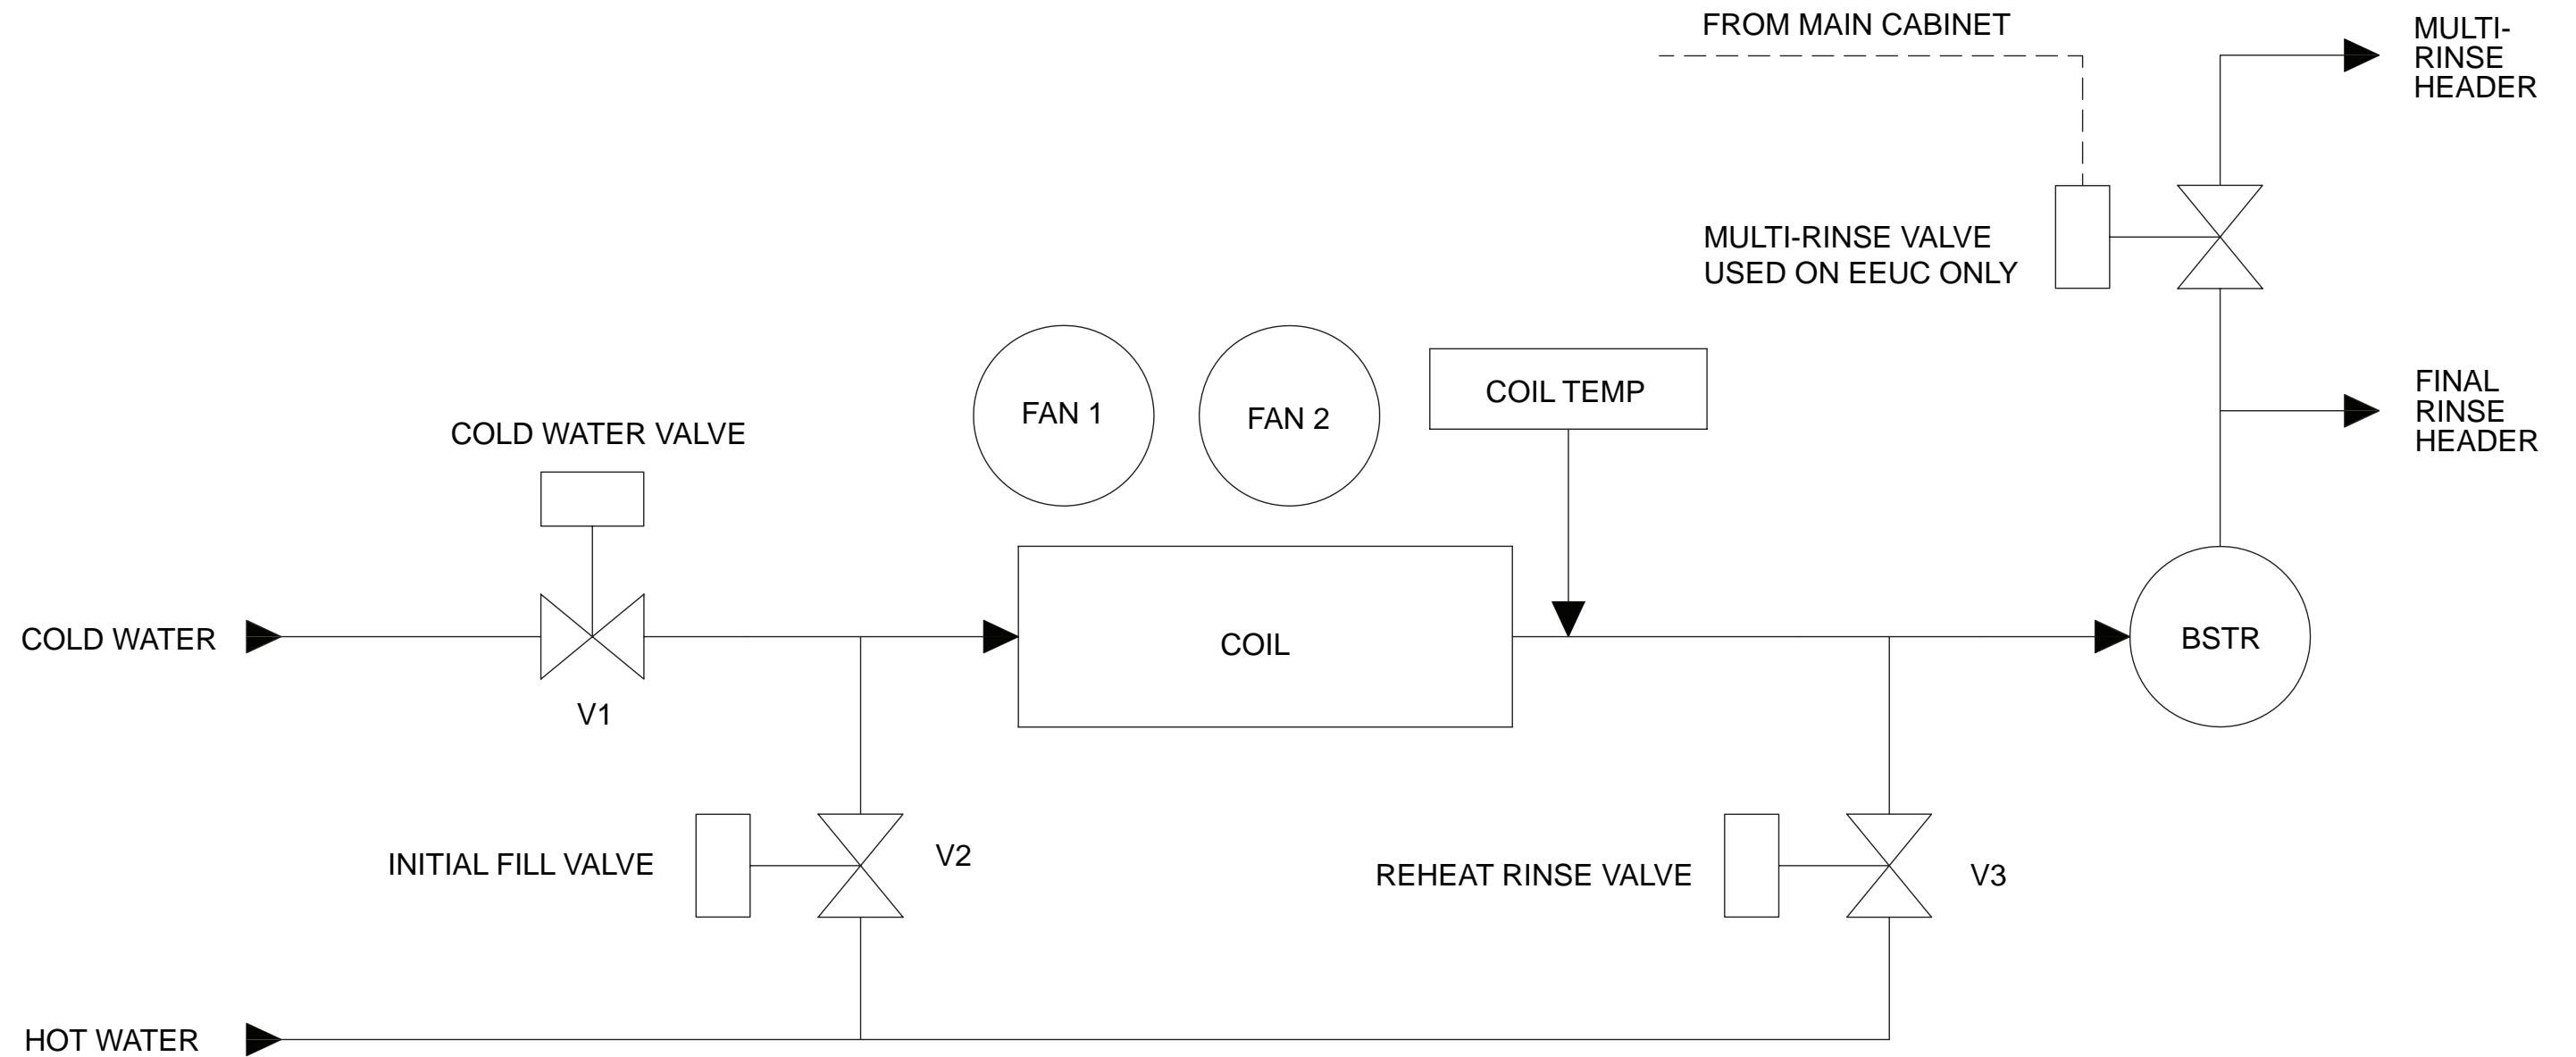 FROM MAIN CABINET
MULTI-
RINSE
HEADER
MULTI-RINSE VALVE
USED ON EEUC ONLY
FAN 1
FAN 2
COIL TEMP
FINAL
RINSE
HEADER
COLD WATER VALVE
COLD WATER
V1
COIL
BSTR
INITIAL FILL VALVE
V2
REHEAT RINSE VALVE
V3
HOT WATER